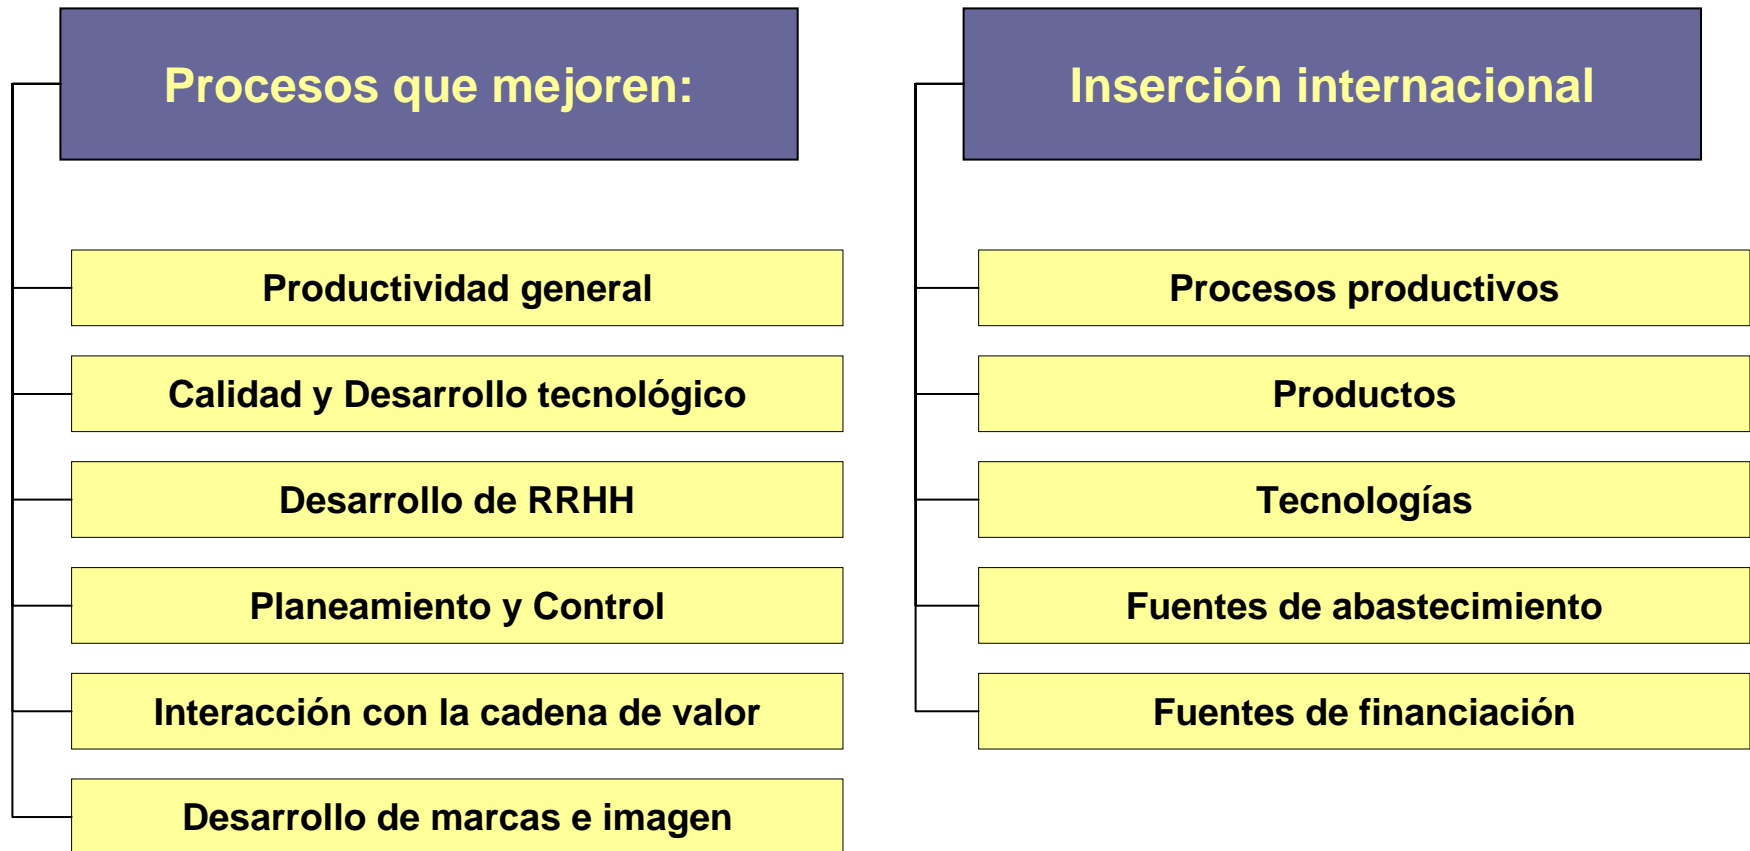 Procesos que mejoren:
Productividad general
Calidad y Desarrollo tecnológico
Desarrollo de RRHH
Planeamiento y Control
Interacción con la cadena de valor
Desarrollo de marcas e imagen
Inserción internacional
Procesos productivos
Productos
Tecnologías
Fuentes de abastecimiento
Fuentes de financiación